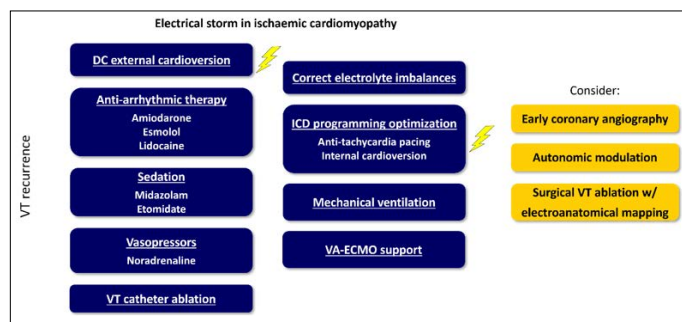 Electrical storm in ischaemic cardiomyopathy
VT recurrence
DC external cardioversion
Anti-arrhythmic therapy
Amiodarone
Esmolol
Lidocaine
Sedation
Midazolam
Etomidate
Vasopressors
Noradrenaline
VT catheter ablation
Correct electrolyte imbalances
ICD programming optimization
Anti-tachycardia pacing
Internal cardioversion
Mechanical ventilation
VA-ECMO support
Consider:
Early coronary angiography
Autonomic modulation
Surgical VT ablation w/
electroanatomical mapping